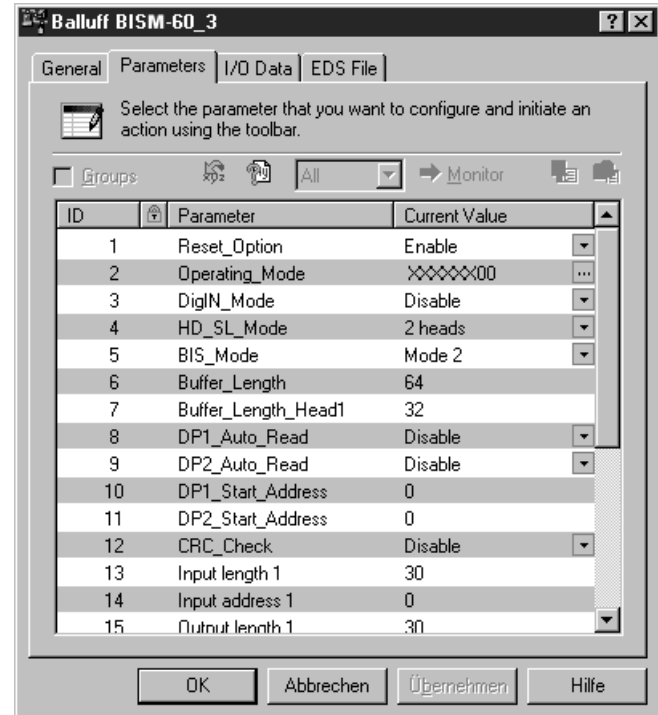 Balluff BISM-60_3
General Parameters I/O Data EDS File
Select the parameter that you want to configure and initiate an
action using the toolbar.
Groups All Monitor
ID Parameter Current Value
1 Reset_Option Enable
2 Operating_Mode XXXXXX00
3 DigIN_Mode Disable
4 HD_SL_Mode 2 heads
5 BIS_Mode Mode 2
6 Buffer_Length 64
7 Buffer_Length_Head1 32
8 DP1_Auto_Read Disable
9 DP2_Auto_Read Disable
10 DP1_Start_Address 0
11 DP2_Start_Address 0
12 CRC_Check Disable
13 Input length 1 30
14 Input address 1 0
15 Output length 1 30
OK Abbrechen Übernehmen Hilfe